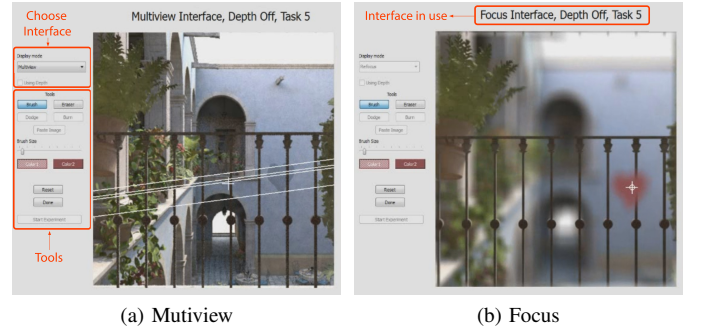 Choose
Interface
Multiview Interface, Depth Off, Task 5
Display mode
Multiview
Using Depth
Tools
Brush Eraser
Dodge Burn
Paste Image
Brush Size
Color 1 Color 2
Reset
Done
Start Experiment
Tools
(a) Mutiview
Interface in use
Focus Interface, Depth Off, Task 5
Display mode
Using Depth
Tools
Brush Eraser
Dodge Burn
Paste Image
Brush Size
Color 1 Color 2
Reset
Done
Start Experiment
(b) Focus